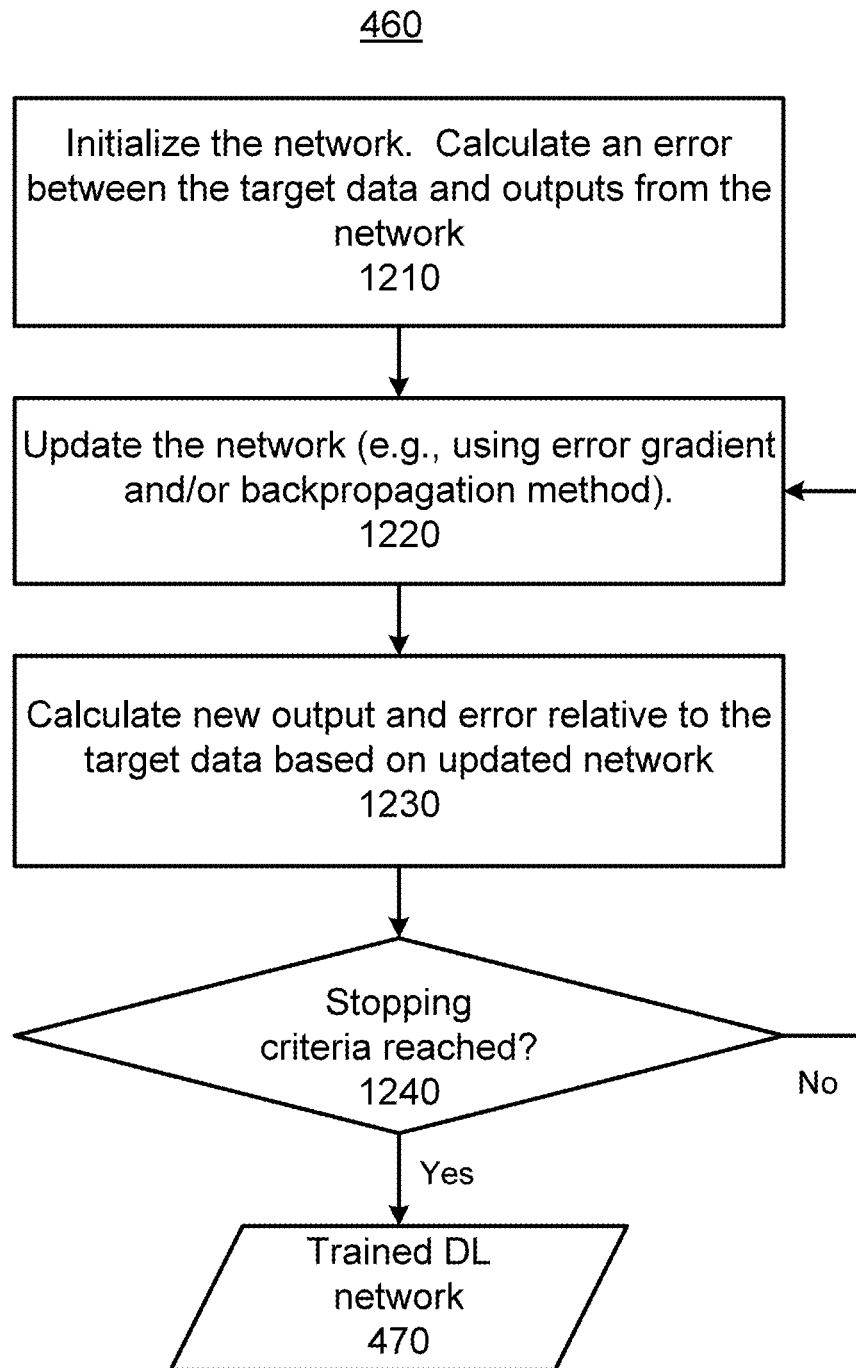 460
Initialize the network. Calculate an error
between the target data and outputs from the
network
1210
Update the network (e.g., using error gradient
and/or backpropagation method).
1220
Calculate new output and error relative to the
target data based on updated network
1230
Stopping
criteria reached?
1240
No
Yes
Trained DL
network
470